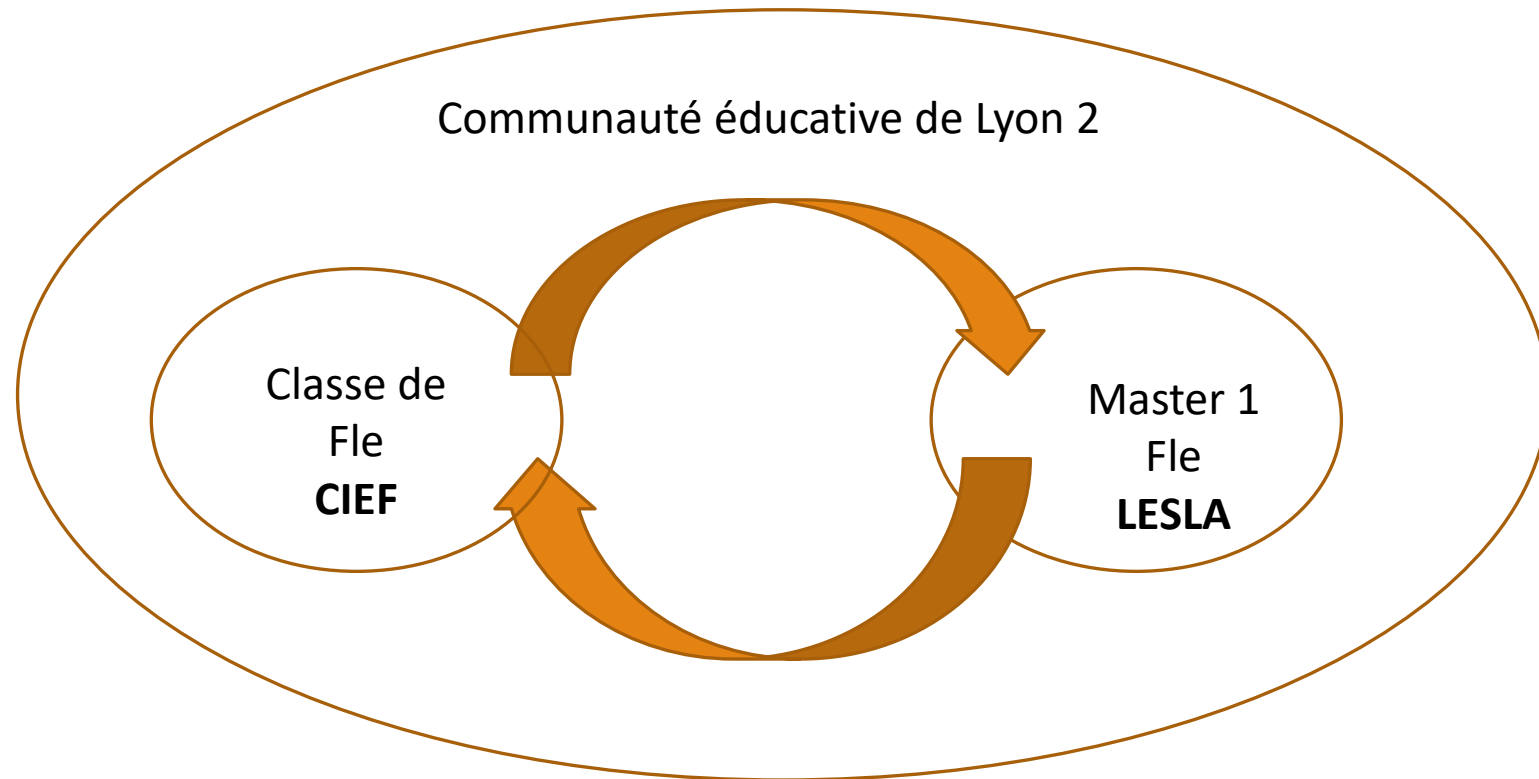 Communauté éducative de Lyon 2
Classe de
Fle
CIEF
Master 1
Fle
LESLA